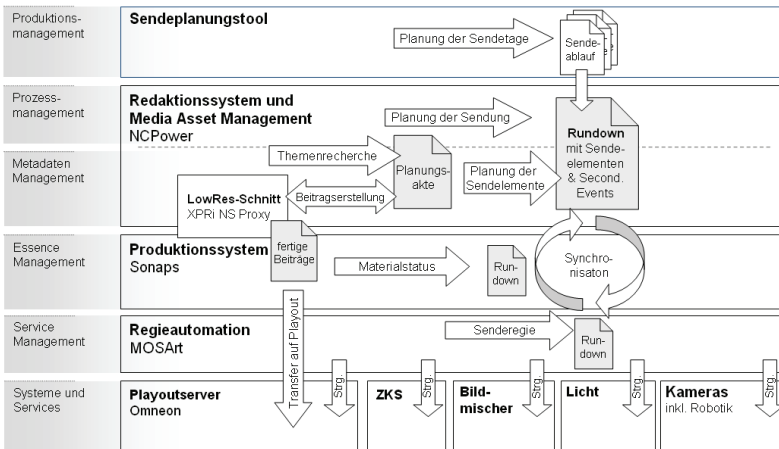 Produktions-
management
Sendeplanungstool
Planung der Sendetage
Sende-
ablauf
Prozess-
management
Redaktionssystem und
Media Asset Management
NCPower
Planung der Sendung
Rundown
mit Sende-
elementen
& Second.
Events
Metadaten
Management
Themenrecherche
Planungs-
akte
Planung der
Sendelemente
LowRes-Schnitt
XPRi NS Proxy
Beitragserstellung
Essence
Management
Produktionssystem
Sonaps
fertige
Beiträge
Materialstatus
Run-
down
Synchro-
nisaton
Service
Management
Regieautomation
MOSArt
Transfer auf Playout
Senderegie
Run-
down
Systeme und
Services
Playoutserver
Omneon
Strg.
ZKS
Strg.
Bild-
mischer
Strg.
Licht
Strg.
Kameras
inkl. Robotik
Strg.